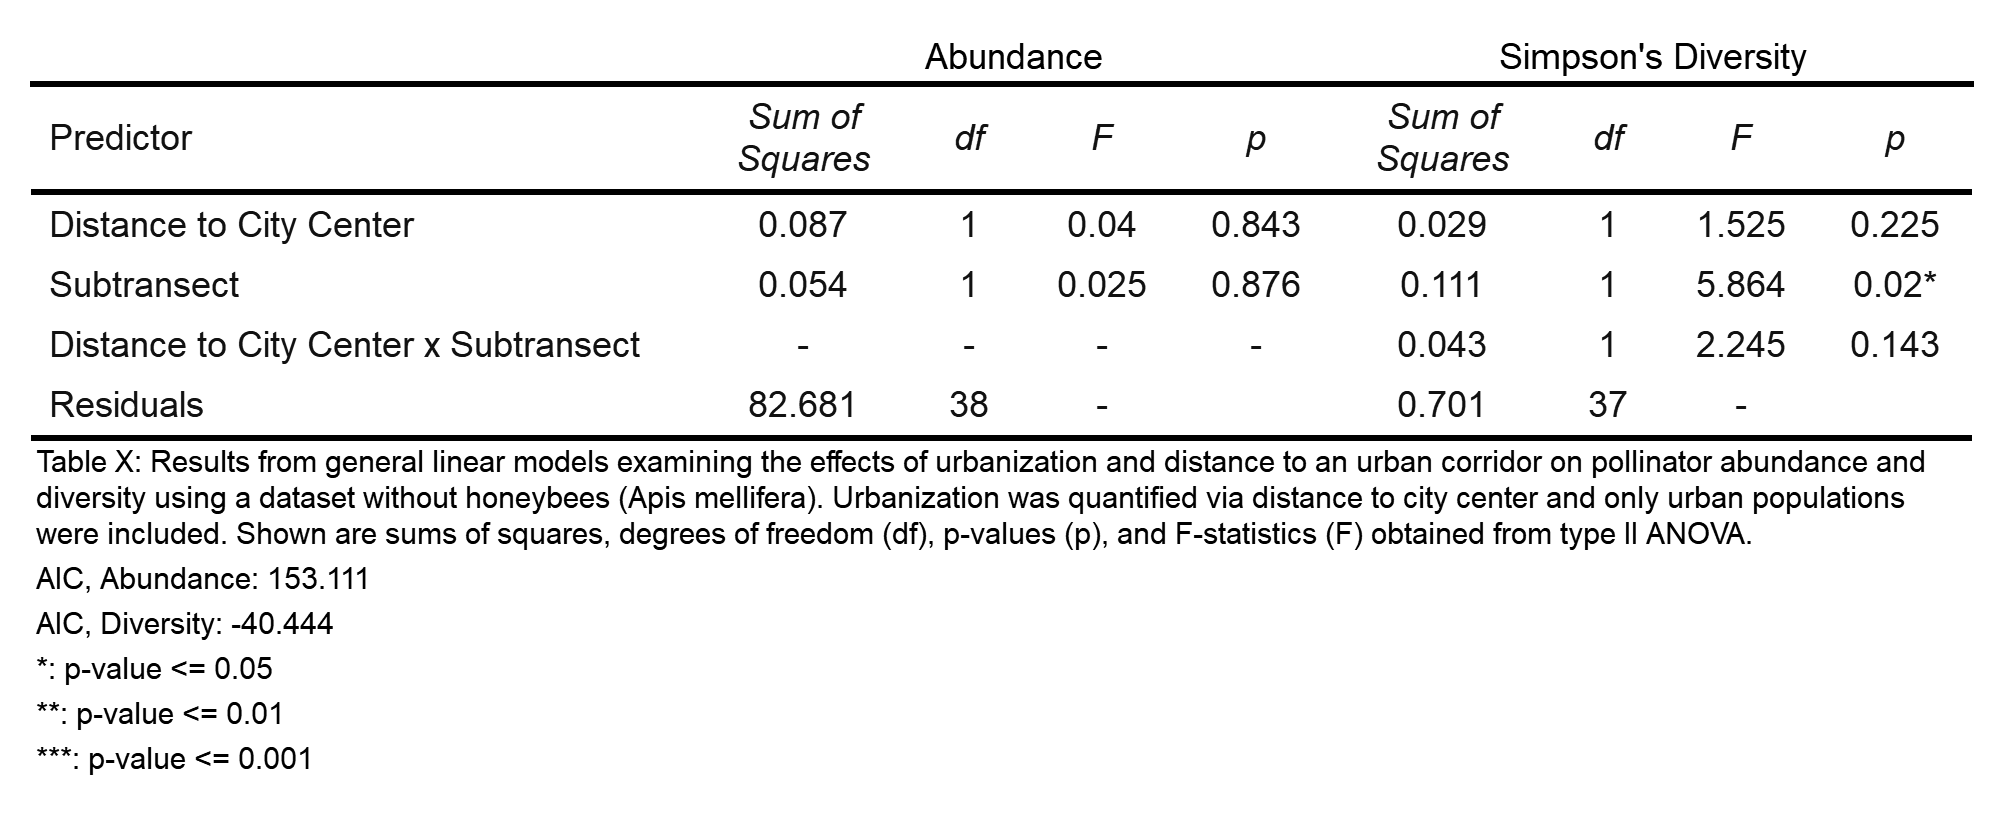 Abundance Simpson's Diversity
Predictor Sum of Squares df F p Sum of Squares df F p
Distance to City Center 0.087 1 0.04 0.843 0.029 1 1.525 0.225
Subtransect 0.054 1 0.025 0.876 0.111 1 5.864 0.02*
Distance to City Center x Subtransect - - - - 0.043 1 2.245 0.143
Residuals 82.681 38 - 0.701 37 -
Table X: Results from general linear models examining the effects of urbanization and distance to an urban corridor on pollinator abundance and
diversity using a dataset without honeybees (Apis mellifera). Urbanization was quantified via distance to city center and only urban populations
were included. Shown are sums of squares, degrees of freedom (df), p-values (p), and F-statistics (F) obtained from type II ANOVA.
AIC, Abundance: 153.111
AIC, Diversity: -40.444
*: p-value <= 0.05
**: p-value <= 0.01
***: p-value <= 0.001